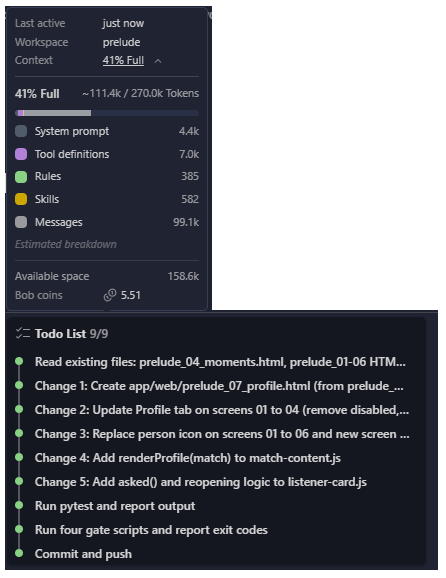 Last active just now
Workspace prelude
Context 41% Full
41% Full ~111.4k / 270.0k Tokens
System prompt 4.4k
Tool definitions 7.0k
Rules 385
Skills 582
Messages 99.1k
Estimated breakdown
Available space 158.6k
Bob coins 5.51
Todo List 9/9
Read existing files: prelude_04_moments.html, prelude_01-06 HTM...
Change 1: Create app/web/prelude_07_profile.html (from prelude_...
Change 2: Update Profile tab on screens 01 to 04 (remove disabled,...
Change 3: Replace person icon on screens 01 to 06 and new screen ...
Change 4: Add renderProfile(match) to match-content.js
Change 5: Add asked() and reopening logic to listener-card.js
Run pytest and report output
Run four gate scripts and report exit codes
Commit and push